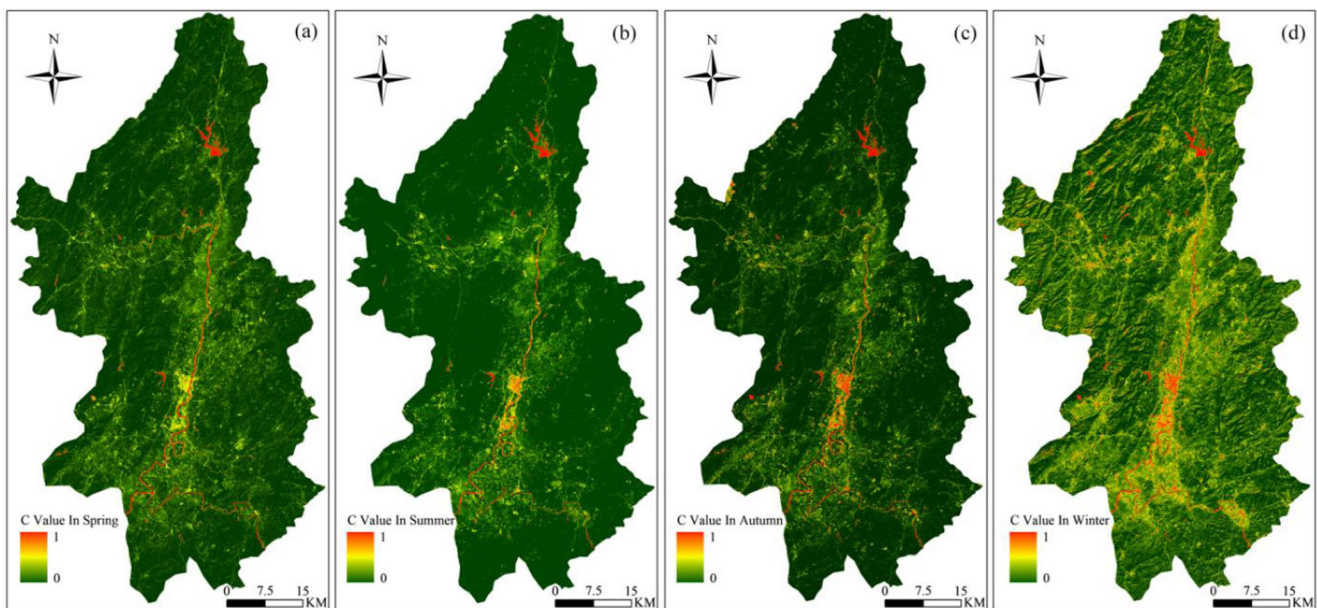 (a)
N
C Value In Spring
1
0
0 7.5 15
KM
(b)
N
C Value In Summer
1
0
0 7.5 15
KM
(c)
N
C Value In Autumn
1
0
0 7.5 15
KM
(d)
N
C Value In Winter
1
0
0 7.5 15
KM